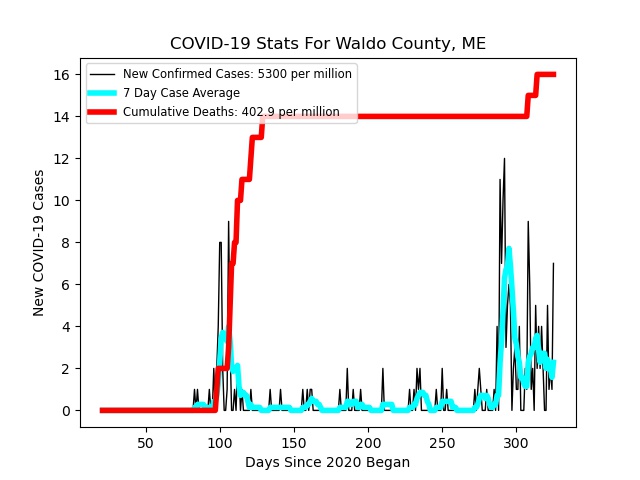 COVID-19 Stats For Waldo County, ME
New Confirmed Cases: 5300 per million
7 Day Case Average
Cumulative Deaths: 402.9 per million
New COVID-19 Cases
16
14
12
10
8
6
4
2
0
50 100 150 200 250 300
Days Since 2020 Began